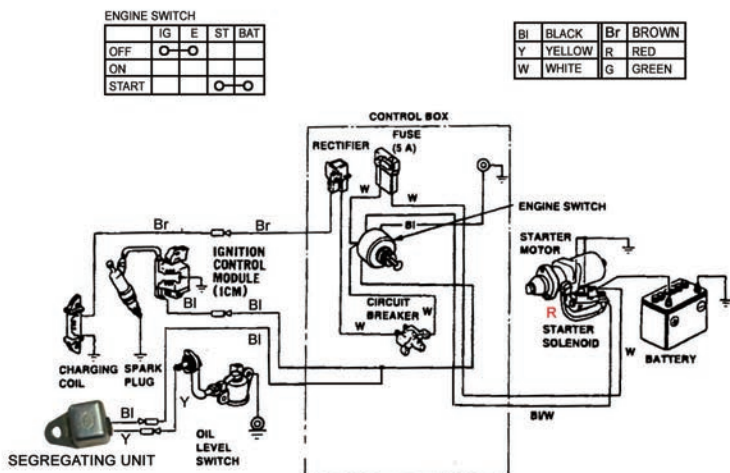 ENGINE SWITCH
IG E ST BAT
OFF
ON
START
Bl BLACK Br BROWN
Y YELLOW R RED
W WHITE G GREEN
CONTROL BOX
FUSE
(5 A)
RECTIFIER
W
W
Bl
ENGINE SWITCH
Br
Br
STARTER
MOTOR
IGNITION
CONTROL
MODULE
(ICM)
Bl
Bl
CIRCUIT
BREAKER
W
W
R
STARTER
SOLENOID
W
BATTERY
Bl
CHARGING
COIL
SPARK
PLUG
Y
Bl/W
Bl
Y
OIL
LEVEL
SWITCH
SEGREGATING UNIT